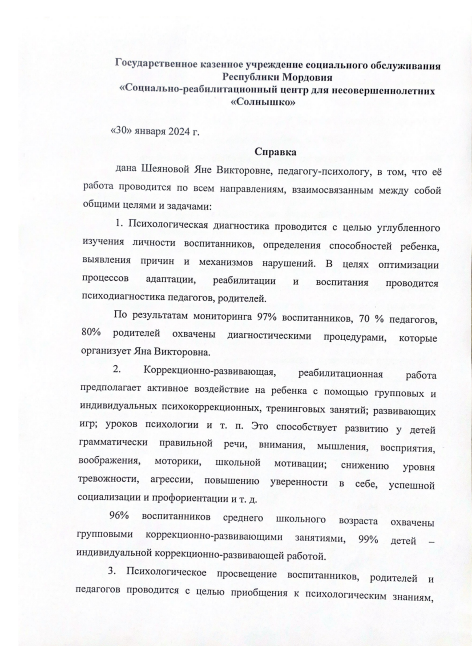 Государственное казенное учреждение социального обслуживания
Республики Мордовия
«Социально-реабилитационный центр для несовершеннолетних
«Солнышко»
«30» января 2024 г.
Справка
дана Шеяновой Яне Викторовне, педагогу-психологу, в том, что её
работа проводится по всем направлениям, взаимосвязанным между собой
общими целями и задачами:
1. Психологическая диагностика проводится с целью углубленного
изучения личности воспитанников, определения способностей ребенка,
выявления причин и механизмов нарушений. В целях оптимизации
процессов адаптации, реабилитации и воспитания проводится
психодиагностика педагогов, родителей.
По результатам мониторинга 97% воспитанников, 70 % педагогов,
80% родителей охвачены диагностическими процедурами, которые
организует Яна Викторовна.
2. Коррекционно-развивающая, реабилитационная работа
предполагает активное воздействие на ребенка с помощью групповых и
индивидуальных психокоррекционных, тренинговых занятий; развивающих
игр; уроков психологии и т. п. Это способствует развитию у детей
грамматически правильной речи, внимания, мышления, восприятия,
воображения, моторики, школьной мотивации; снижению уровня
тревожности, агрессии, повышению уверенности в себе, успешной
социализации и профориентации и т. д.
96% воспитанников среднего школьного возраста охвачены
групповыми коррекционно-развивающими занятиями, 99% детей –
индивидуальной коррекционно-развивающей работой.
3. Психологическое просвещение воспитанников, родителей и
педагогов проводится с целью приобщения к психологическим знаниям,